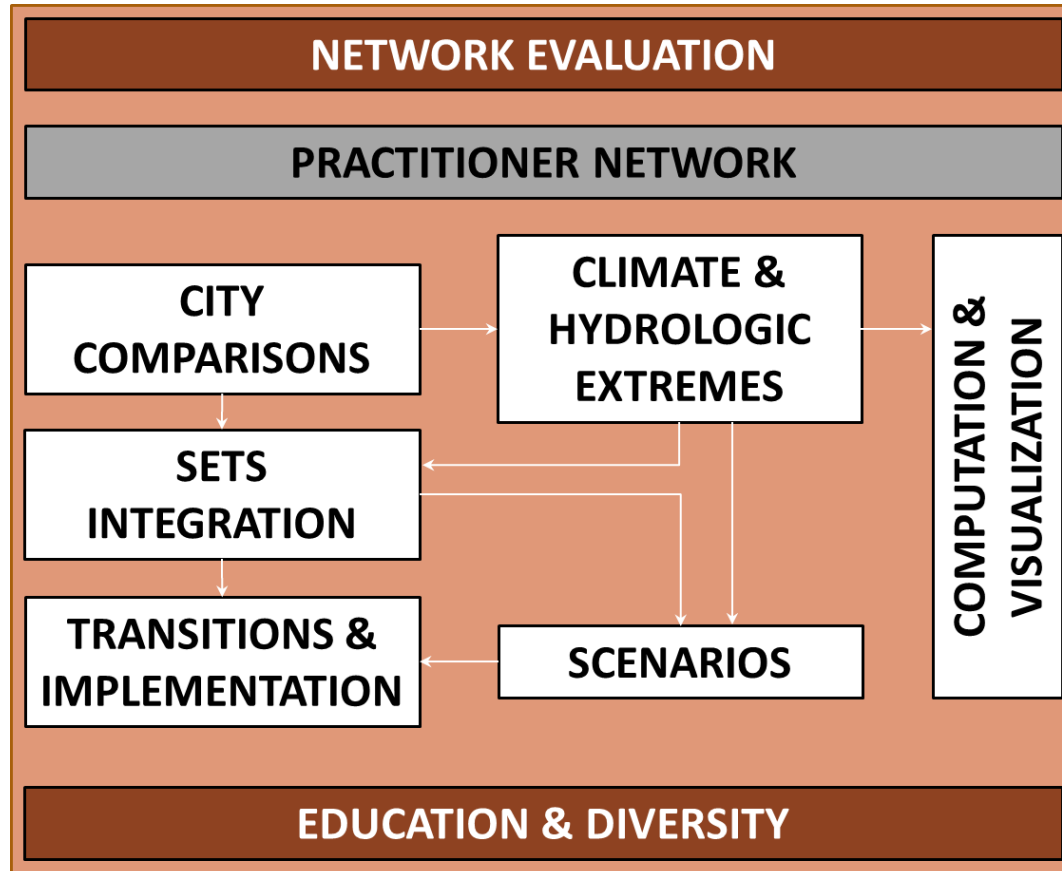 NETWORK EVALUATION
PRACTITIONER NETWORK
CITY
COMPARISONS
CLIMATE &
HYDROLOGIC
EXTREMES
COMPUTATION &
VISUALIZATION
SETS
INTEGRATION
TRANSITIONS &
IMPLEMENTATION
SCENARIOS
EDUCATION & DIVERSITY